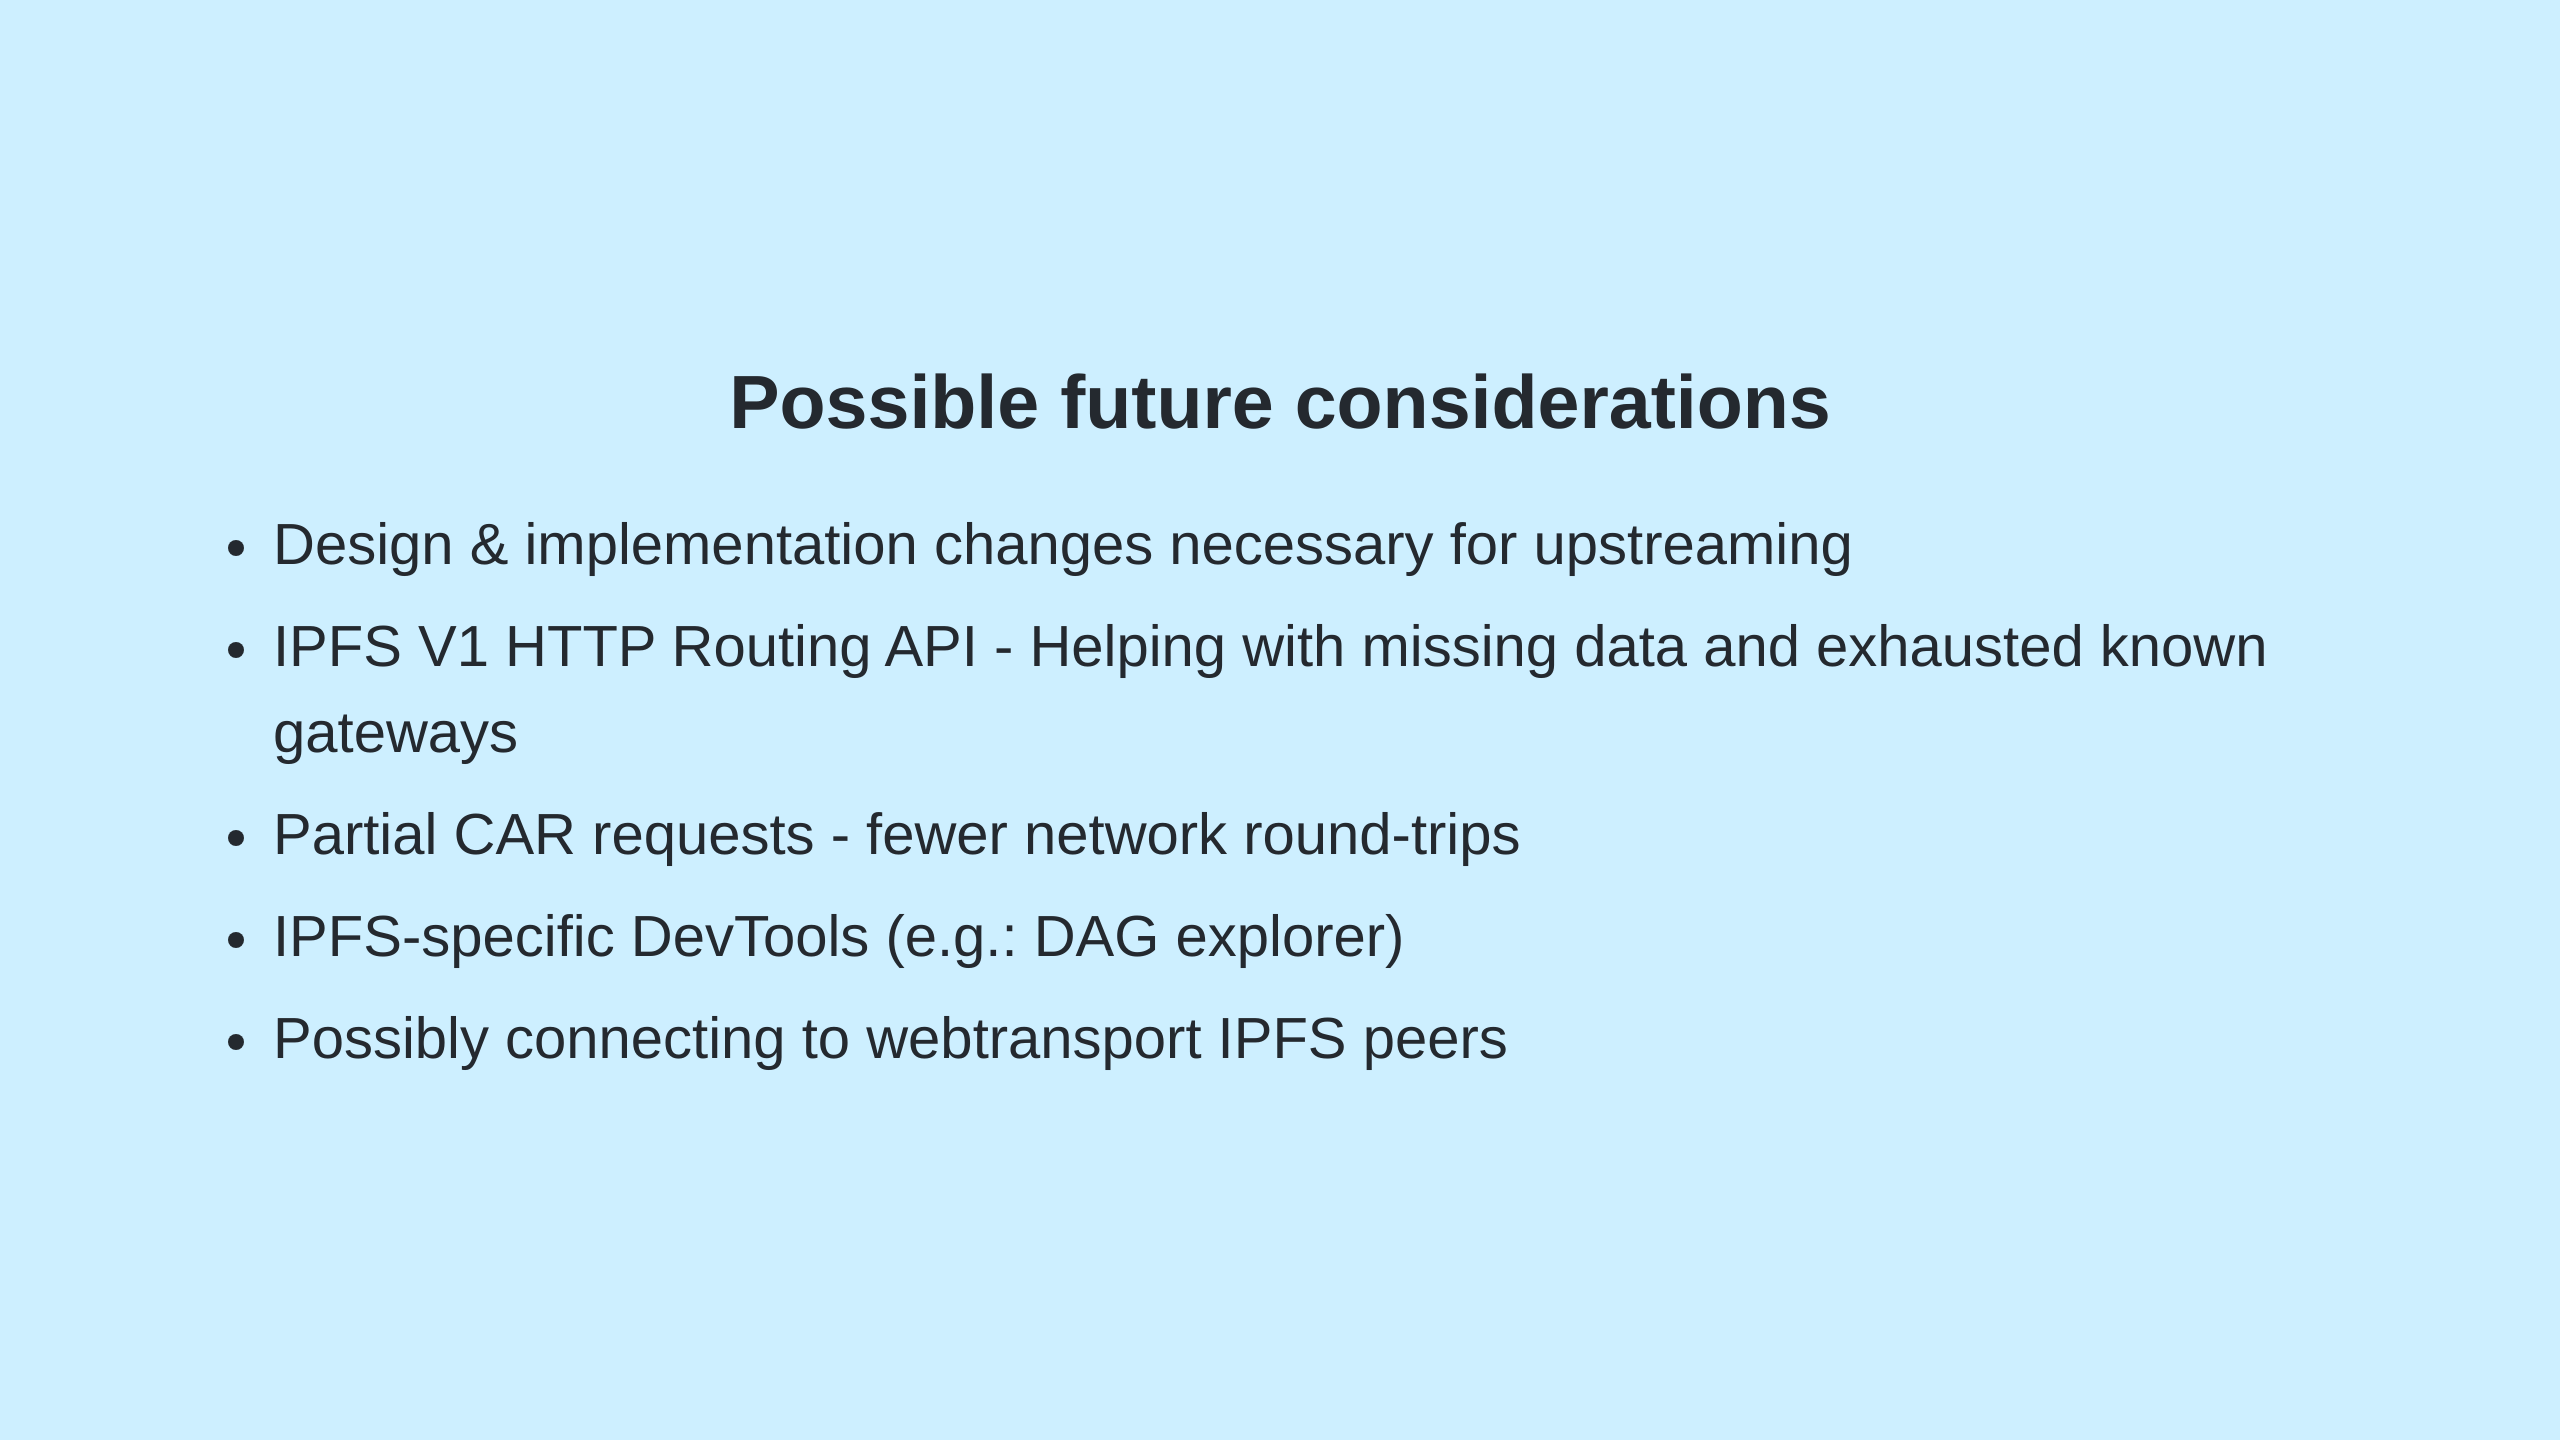 Possible future considerations
• Design & implementation changes necessary for upstreaming
• IPFS V1 HTTP Routing API - Helping with missing data and exhausted known
gateways
• Partial CAR requests - fewer network round-trips
• IPFS-specific DevTools (e.g.: DAG explorer)
• Possibly connecting to webtransport IPFS peers